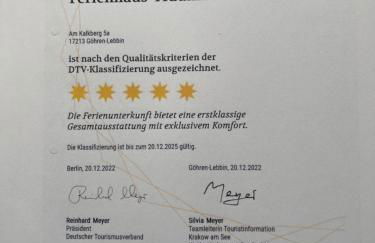 Am Kalkberg 5a
17213 Göhren-Lebbin
ist nach den Qualitätskriterien der
DTV-Klassifizierung ausgezeichnet.
Die Ferienunterkunft bietet eine erstklassige
Gesamtausstattung mit exklusivem Komfort.
Die Klassifizierung ist bis zum 20.12.2025 gültig.
Berlin, 20.12.2022
Göhren-Lebbin, 20.12.2022
Reinhard Meyer
Meyer
Reinhard Meyer
Präsident
Deutscher Tourismusverband
Silvia Meyer
Teamleiterin Touristinformation
Krakow am See